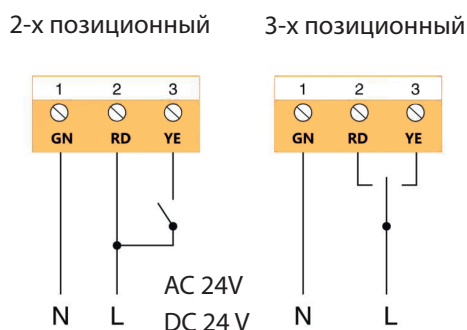 2-х позиционный 3-х позиционный
1 2 3 1 2 3
GN RD YE GN RD YE
AC 24V
N L DC 24 V N L